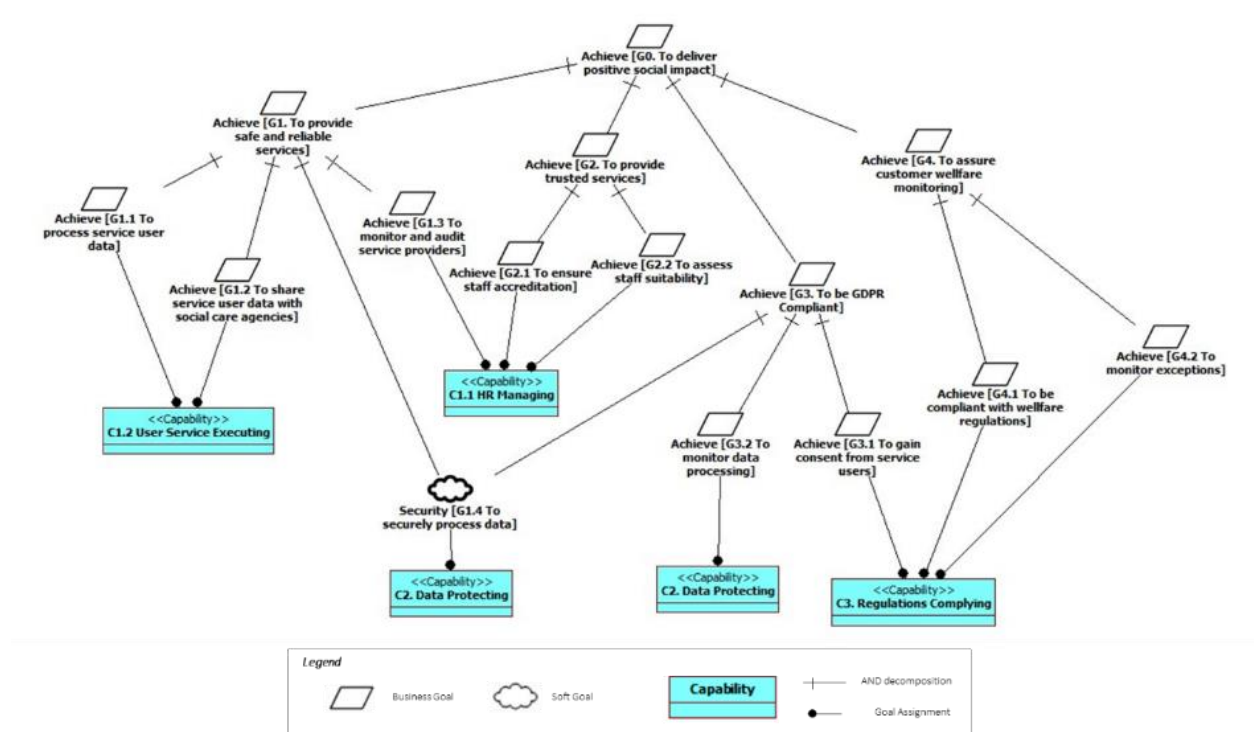 Achieve [G0. To deliver
positive social impact]
Achieve [G1. To provide
safe and reliable
services]
Achieve [G2. To provide
trusted services]
Achieve [G4. To assure
customer wellfare
monitoring]
Achieve [G1.1 To
process service user
data]
Achieve [G1.3 To
monitor and audit
service providers]
Achieve [G1.2 To share
service user data with
social care agencies]
Achieve [G2.1 To ensure
staff accreditation]
Achieve [G2.2 To assess
staff suitability]
Achieve [G3. To be GDPR
Compliant]
Achieve [G4.2 To
monitor exceptions]
Achieve [G4.1 To be
compliant with wellfare
regulations]
<<Capability>>
C1.1 HR Managing
<<Capability>>
C1.2 User Service Executing
Achieve [G3.2 To
monitor data
processing]
Achieve [G3.1 To gain
consent from service
users]
Security [G1.4 To
securely process data]
<<Capability>>
C2. Data Protecting
<<Capability>>
C2. Data Protecting
<<Capability>>
C3. Regulations Complying
Legend
Business Goal
Soft Goal
Capability
AND decomposition
Goal Assignment